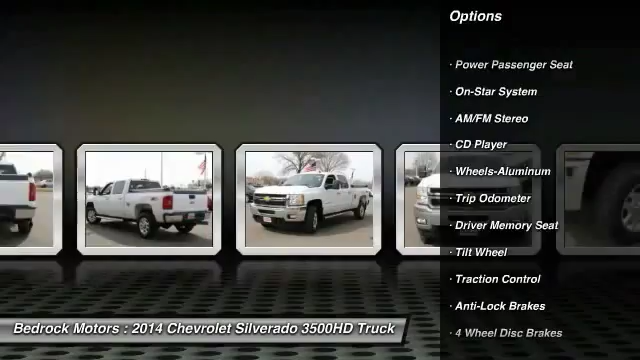 Options
· Power Passenger Seat
· On-Star System
· AM/FM Stereo
· CD Player
· Wheels-Aluminum
· Trip Odometer
· Driver Memory Seat
· Tilt Wheel
· Traction Control
· Anti-Lock Brakes
· 4 Wheel Disc Brakes
Bedrock Motors : 2014 Chevrolet Silverado 3500HD Truck